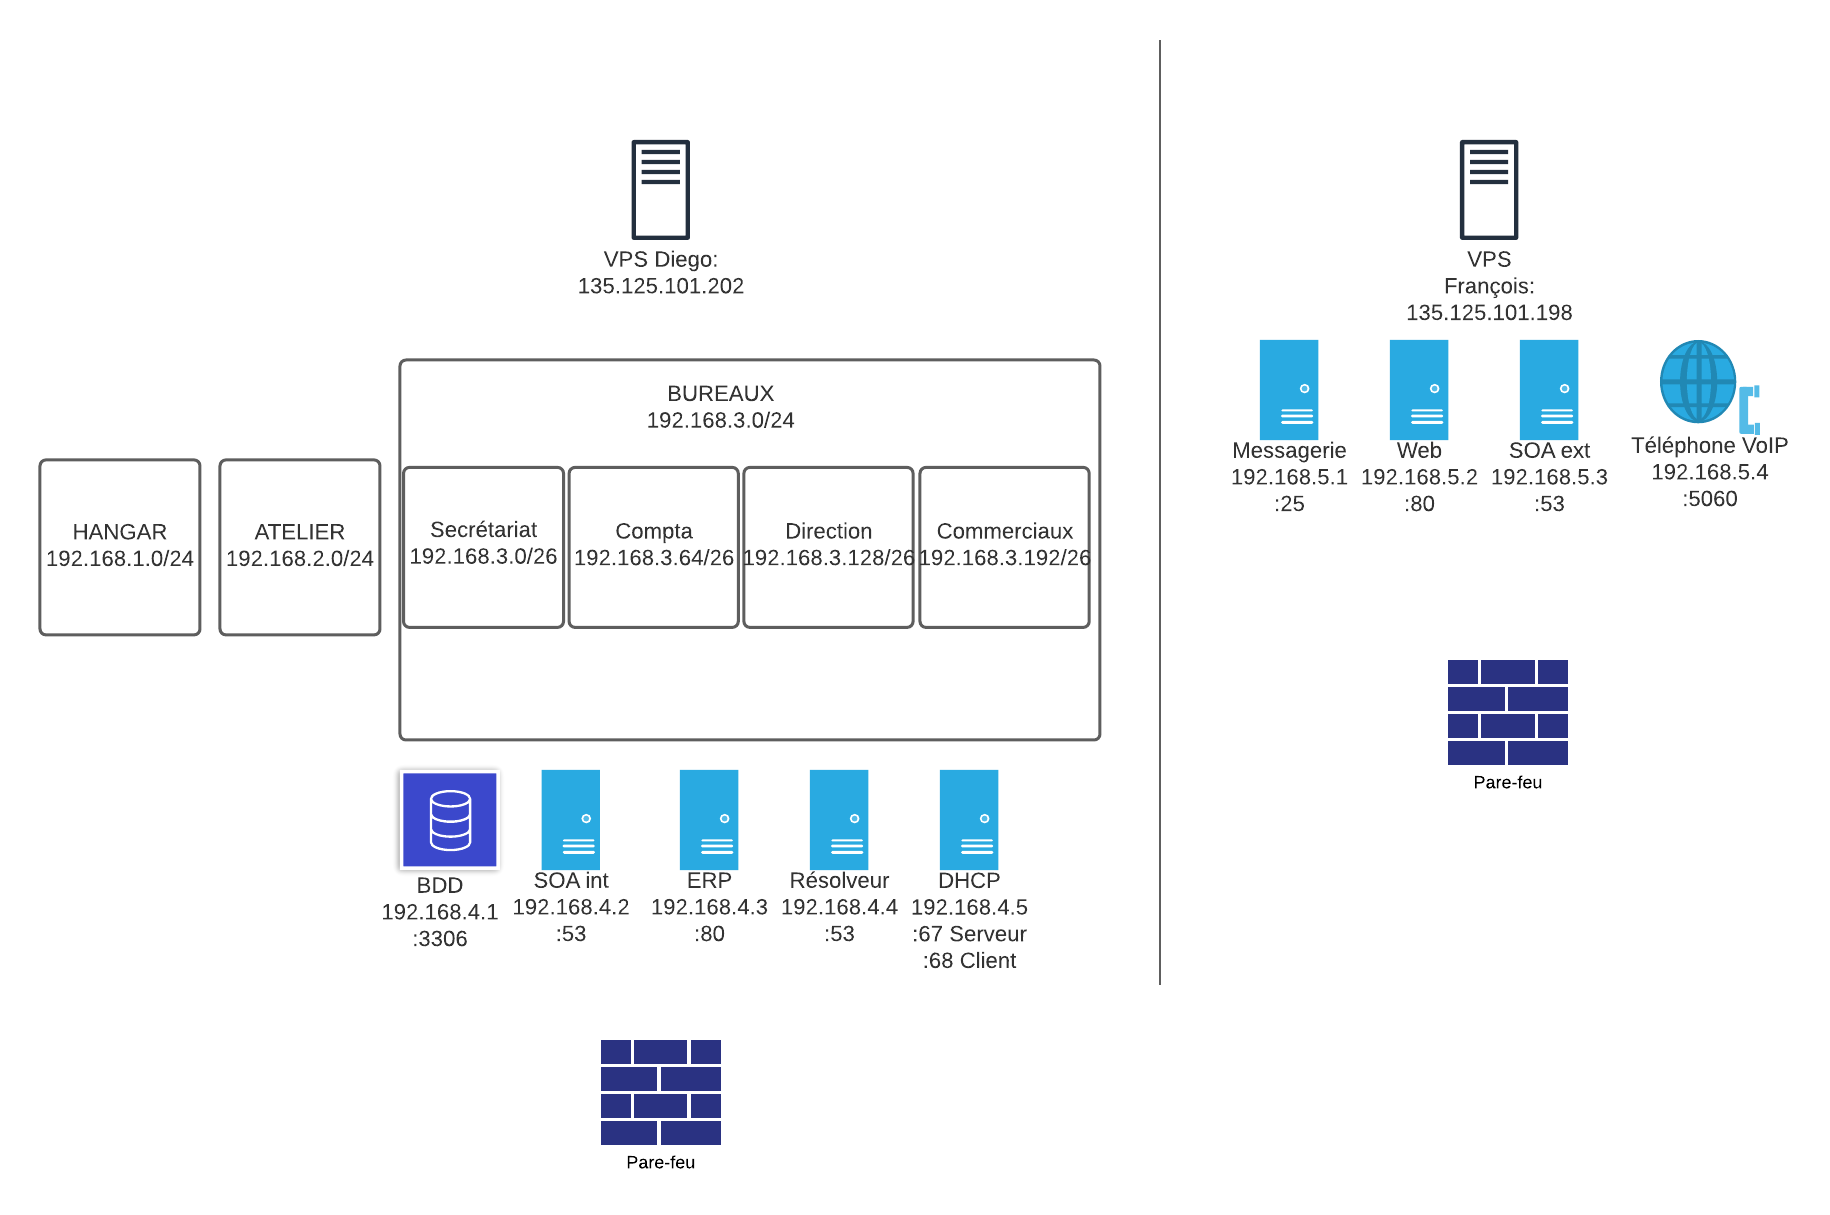 VPS Diego:
135.125.101.202
BUREAUX
192.168.3.0/24
HANGAR
192.168.1.0/24
ATELIER
192.168.2.0/24
Secrétariat
192.168.3.0/26
Compta
192.168.3.64/26
Direction
192.168.3.128/26
Commerciaux
192.168.3.192/26
BDD
192.168.4.1
:3306
SOA int
192.168.4.2
:53
ERP
192.168.4.3
:80
Résolveur
192.168.4.4
:53
DHCP
192.168.4.5
:67 Serveur
:68 Client
Pare-feu
VPS
François:
135.125.101.198
Messagerie
192.168.5.1
:25
Web
192.168.5.2
:80
SOA ext
192.168.5.3
:53
Téléphone VoIP
192.168.5.4
:5060
Pare-feu